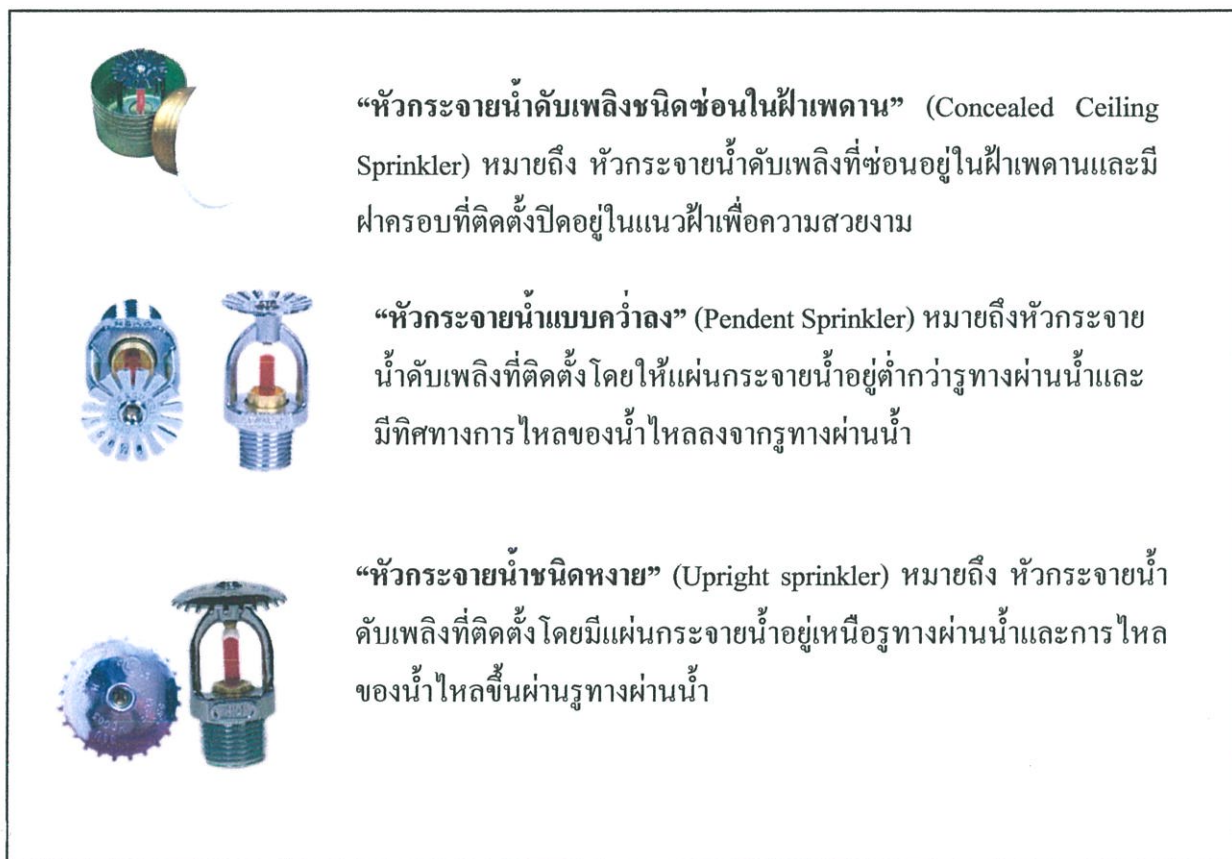 “หัวกระจายน้ำดับเพลิงชนิดซ่อนในฝ้าเพดาน” (Concealed Ceiling
Sprinkler) หมายถึง หัวกระจายน้ำดับเพลิงที่ซ่อนอยู่ในฝ้าเพดานและมี
ฝาครอบที่ติดตั้งปิดอยู่ในแนวฝ้าเพื่อความสวยงาม
“หัวกระจายน้ำแบบคว่ำลง” (Pendent Sprinkler) หมายถึงหัวกระจาย
น้ำดับเพลิงที่ติดตั้งโดยให้แผ่นกระจายน้ำอยู่ต่ำกว่ารูทางผ่านน้ำและ
มีทิศทางการไหลของน้ำไหลลงจากรูทางผ่านน้ำ
“หัวกระจายน้ำชนิดหงาย” (Upright sprinkler) หมายถึง หัวกระจายน้ำ
ดับเพลิงที่ติดตั้งโดยมีแผ่นกระจายน้ำอยู่เหนือรูทางผ่านน้ำและการไหล
ของน้ำไหลขึ้นผ่านรูทางผ่านน้ำ